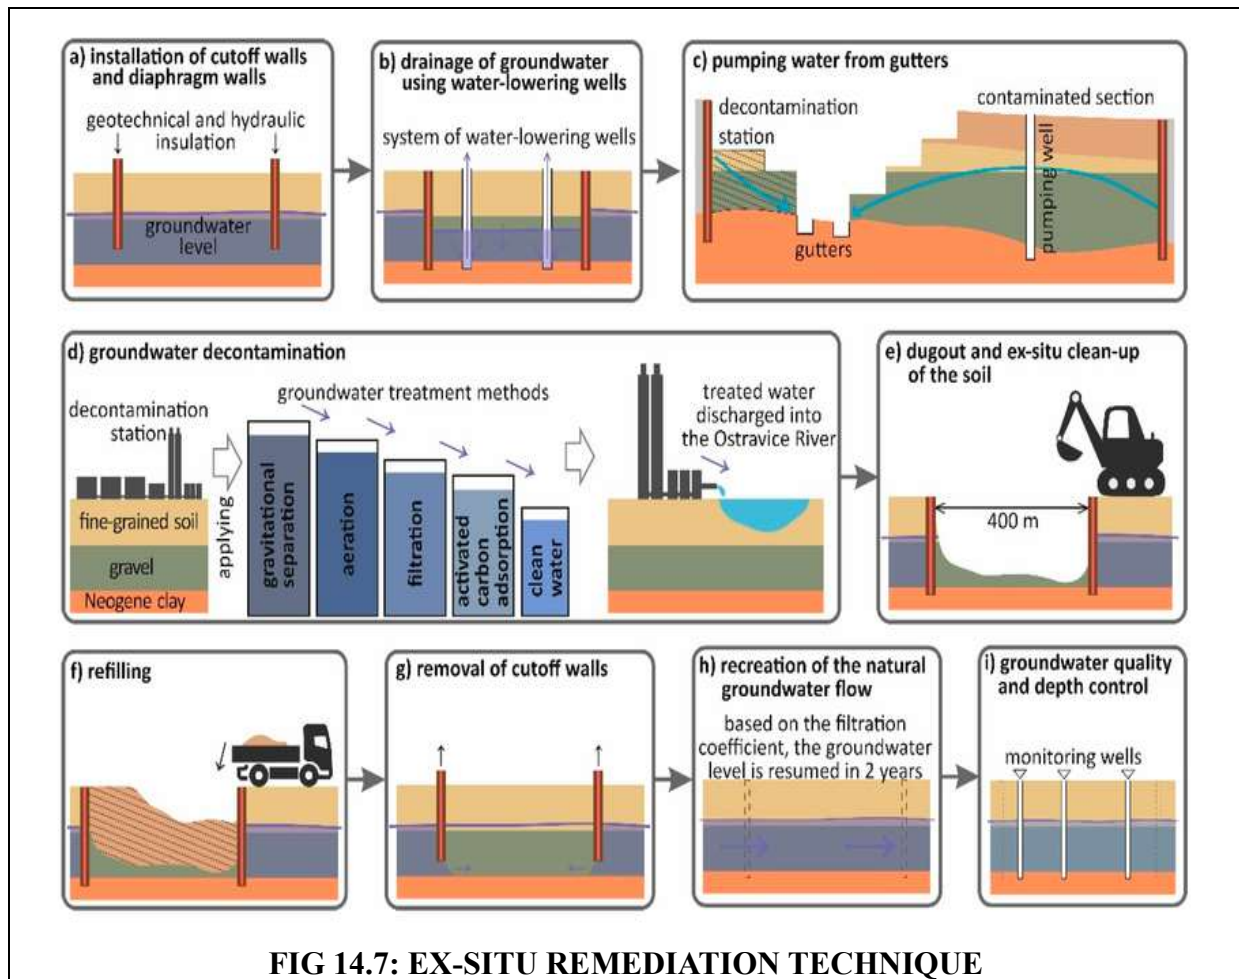 a) installation of cutoff walls
and diaphragm walls
geotechnical and hydraulic
insulation
groundwater
level
b) drainage of groundwater
using water-lowering wells
system of water-lowering wells
c) pumping water from gutters
decontamination
station
contaminated section
pumping well
gutters
d) groundwater decontamination
decontamination
station
fine-grained soil
gravel
Neogene clay
applying
groundwater treatment methods
gravitational
separation
aeration
filtration
activated
carbon
adsorption
clean
water
treated water
discharged into
the Ostravice River
e) dugout and ex-situ clean-up
of the soil
400 m
f) refilling
g) removal of cutoff walls
h) recreation of the natural
groundwater flow
based on the filtration
coefficient, the groundwater
level is resumed in 2 years
i) groundwater quality
and depth control
monitoring wells
FIG 14.7: EX-SITU REMEDIATION TECHNIQUE